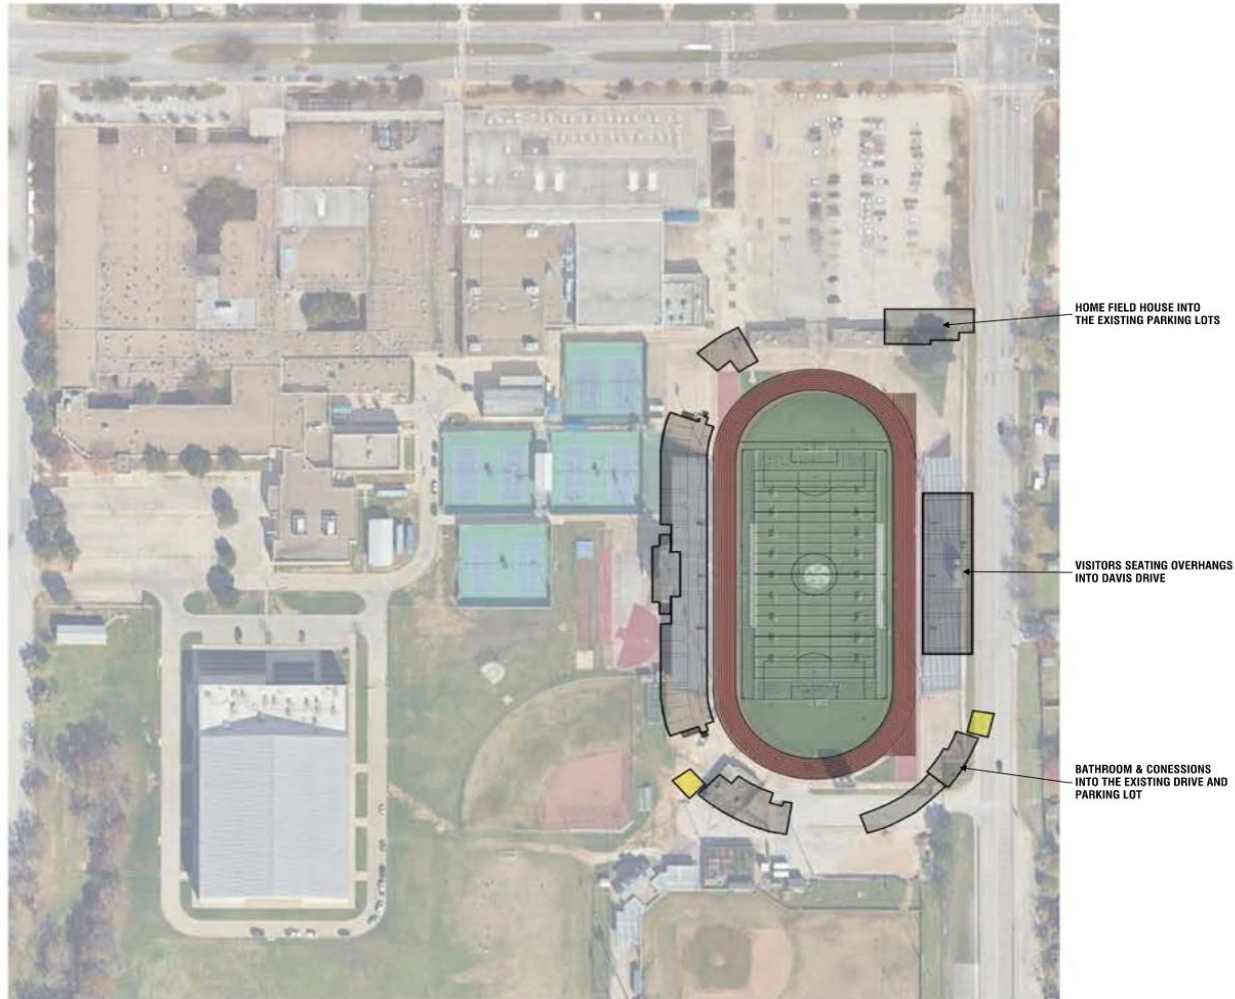 HOME FIELD HOUSE INTO
THE EXISTING PARKING LOTS
VISITORS SEATING OVERHANGS
INTO DAVIS DRIVE
BATHROOM & CONESSIONS
INTO THE EXISTING DRIVE AND
PARKING LOT